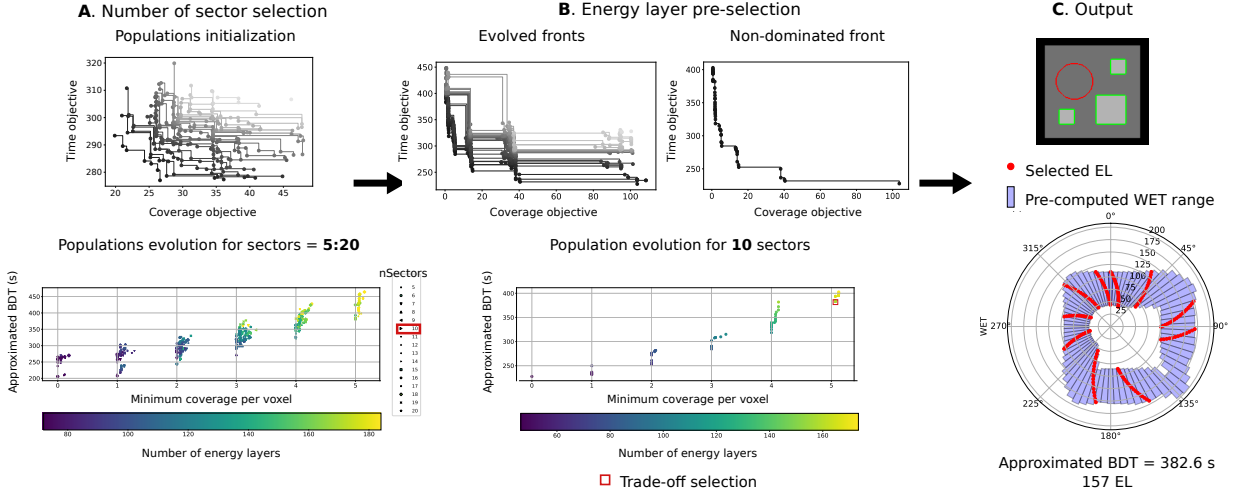 A. Number of sector selection
B. Energy layer pre-selection
C. Output
Populations initialization
Evolved fronts
Non-dominated front
Time objective
320
310
300
290
280
20 25 30 35 40 45
Coverage objective
Time objective
450
400
350
300
250
0 20 40 60 80 100
Coverage objective
Time objective
400
350
300
250
0 20 40 60 80 100
Coverage objective
Selected EL
Pre-computed WET range
Populations evolution for sectors = 5:20
Approximated BDT (s)
450
400
350
300
250
200
0 1 2 3 4 5
Minimum coverage per voxel
80 100 120 140 160 180
Number of energy layers
nSectors
5
6
7
8
9
10
11
12
13
14
15
16
17
18
19
20
Population evolution for 10 sectors
Approximated BDT (s)
400
350
300
250
0 1 2 3 4 5
Minimum coverage per voxel
60 80 100 120 140 160
Number of energy layers
Trade-off selection
0°
45°
90°
135°
180°
225°
270°
315°
200
175
150
125
100
75
50
25
WET
Approximated BDT = 382.6 s
157 EL